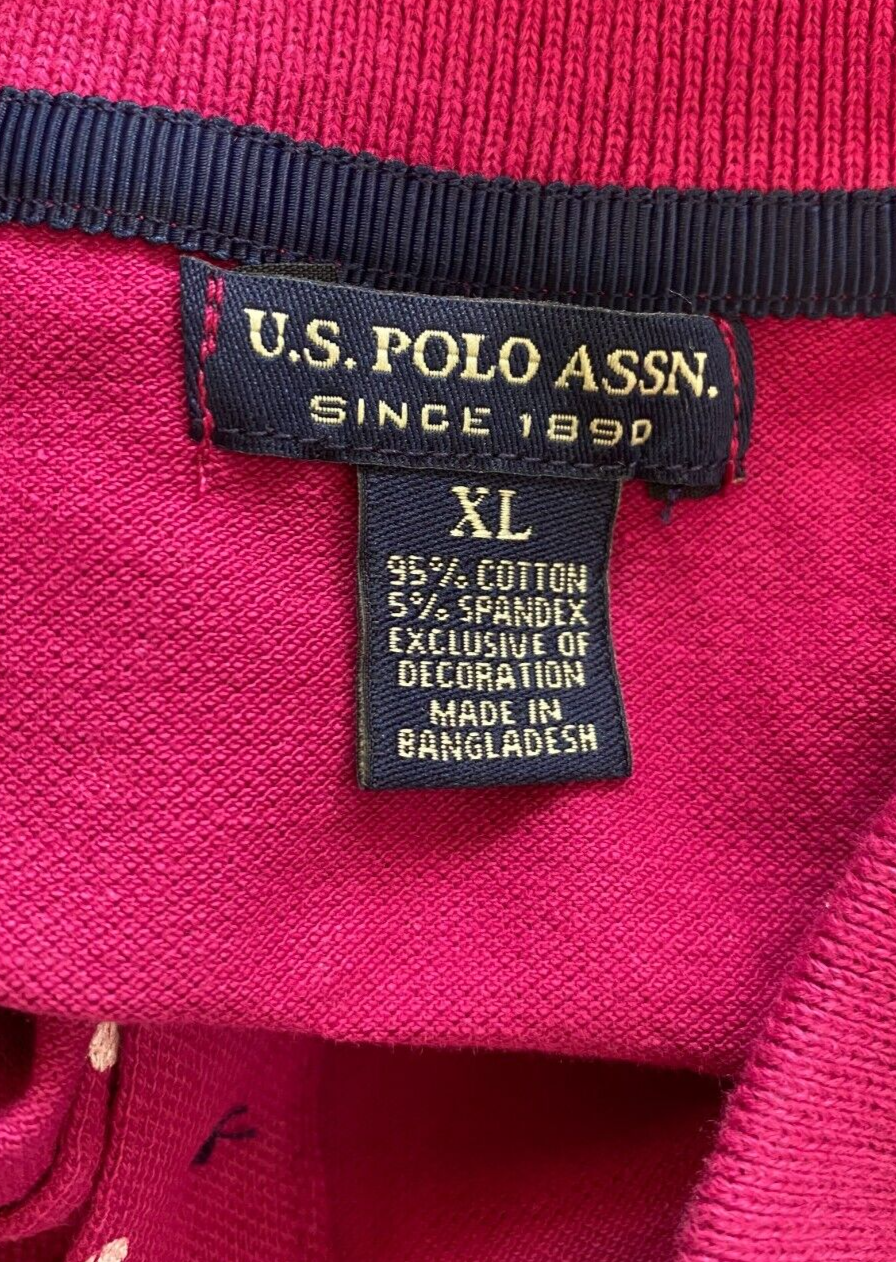 U.S. POLO ASSN.
SINCE 1890
XL
95% COTTON
5% SPANDEX
EXCLUSIVE OF
DECORATION
MADE IN
BANGLADESH